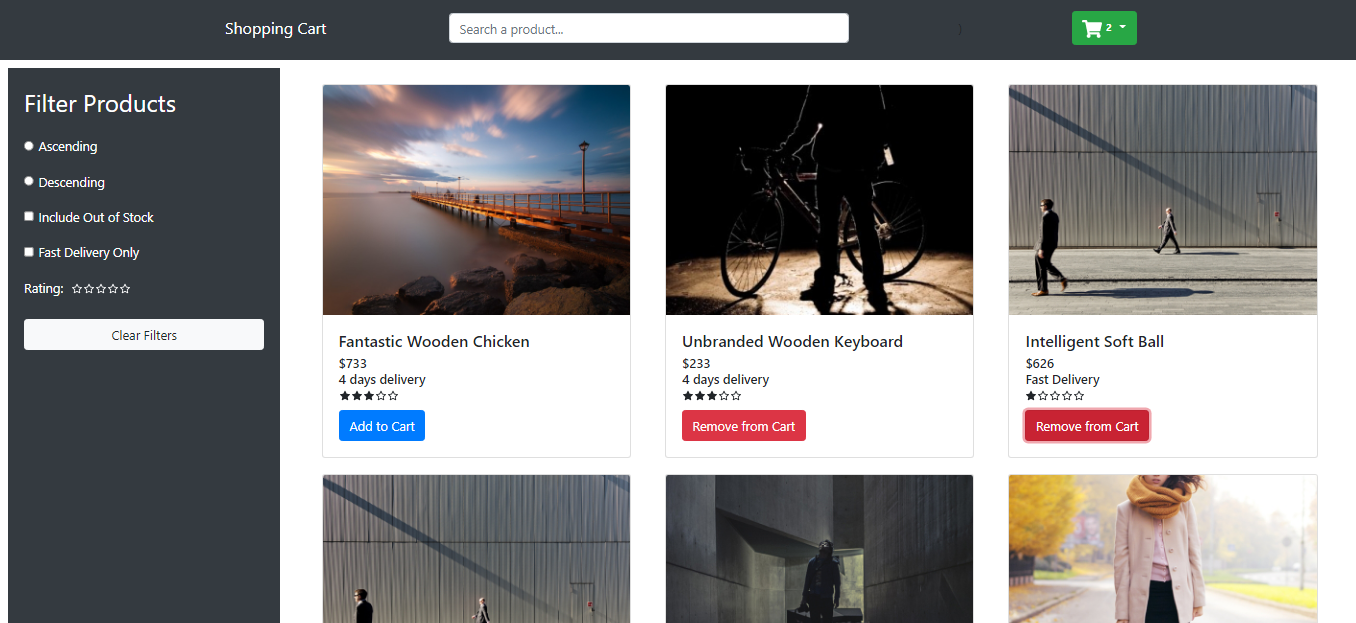 Shopping Cart
Search a product...
)
2
Filter Products
Ascending
Descending
Include Out of Stock
Fast Delivery Only
Rating:
Clear Filters
Fantastic Wooden Chicken
$733
4 days delivery
Add to Cart
Unbranded Wooden Keyboard
$233
4 days delivery
Remove from Cart
Intelligent Soft Ball
$626
Fast Delivery
Remove from Cart